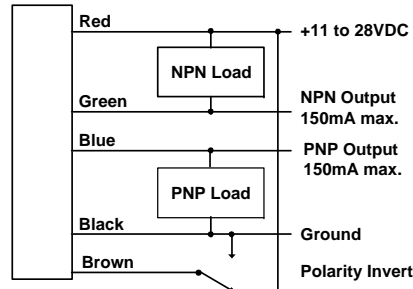 Red
+11 to 28VDC
NPN Load
Green
NPN Output
150mA max.
Blue
PNP Output
150mA max.
PNP Load
Black
Ground
Brown
Polarity Invert